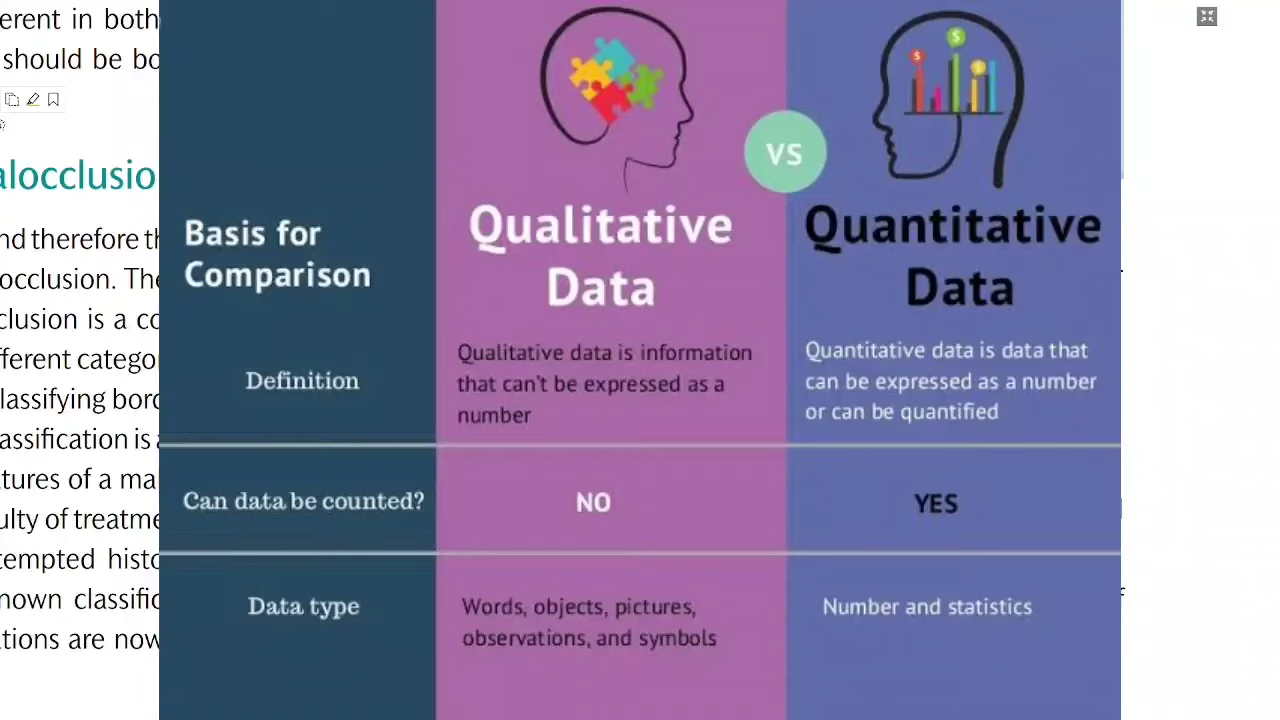 erent in both
should be bo
alocclusio
nd therefore th
occlusion. The
clusion is a co
fferent categor
lassifying bord
assification is a
tures of a ma
ulty of treatme
tempted histo
nown classific
tions are now
VS
Basis for
Comparison
Qualitative
Data
Quantitative
Data
Definition
Qualitative data is information
that can't be expressed as a
number
Quantitative data is data that
can be expressed as a number
or can be quantified
Can data be counted?
NO
YES
Data type
Words, objects, pictures,
observations, and symbols
Number and statistics
$
$
$